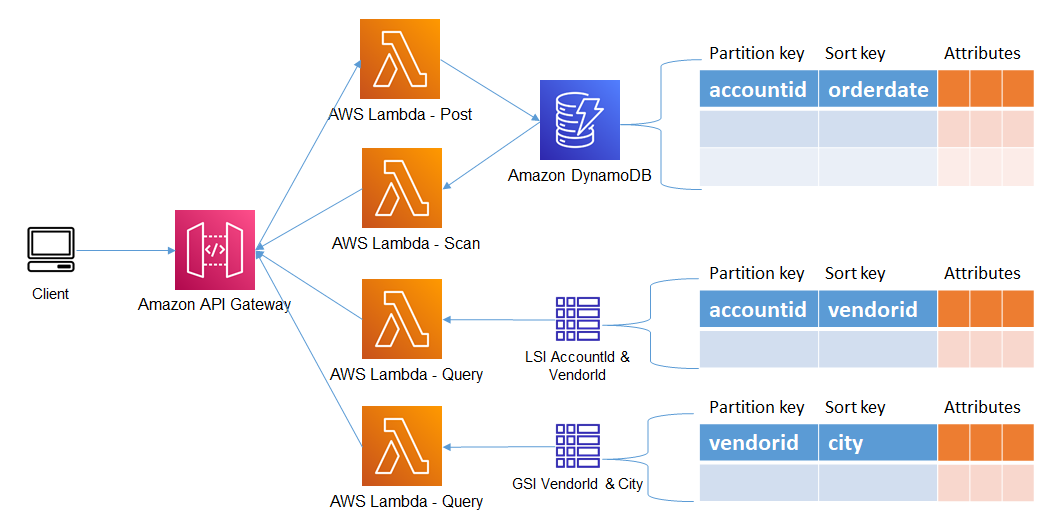 Partition key Sort key Attributes
accountid orderdate
AWS Lambda - Post
Amazon DynamoDB
AWS Lambda - Scan
Client
Amazon API Gateway
Partition key Sort key Attributes
accountid vendorid
LSI AccountId &
VendorId
AWS Lambda - Query
Partition key Sort key Attributes
vendorid city
GSI VendorId & City
AWS Lambda - Query